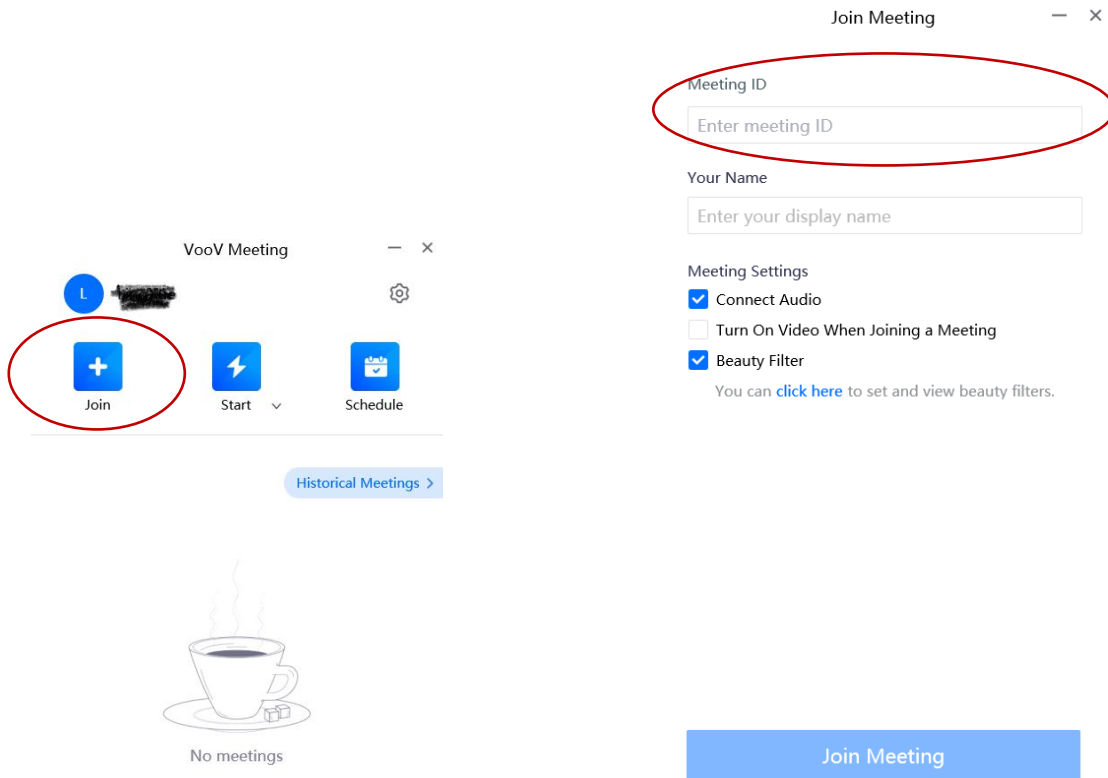 VooV Meeting
L
Join
Start
Schedule
Historical Meetings >
No meetings
Join Meeting
Meeting ID
Enter meeting ID
Your Name
Enter your display name
Meeting Settings
Connect Audio
Turn On Video When Joining a Meeting
Beauty Filter
You can click here to set and view beauty filters.
Join Meeting